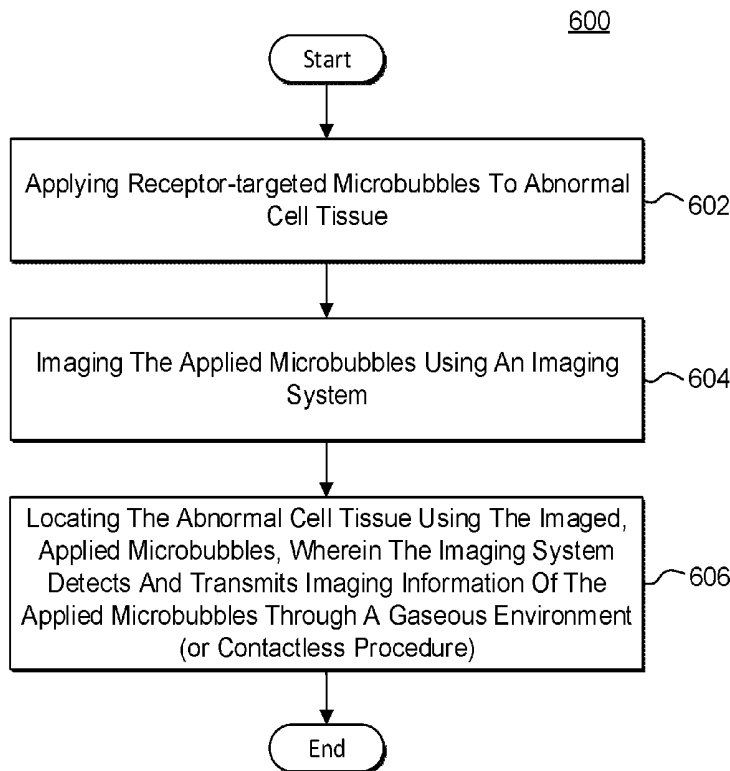 600
Start
Applying Receptor-targeted Microbubbles To Abnormal
Cell Tissue
602
Imaging The Applied Microbubbles Using An Imaging
System
604
Locating The Abnormal Cell Tissue Using The Imaged,
Applied Microbubbles, Wherein The Imaging System
Detects And Transmits Imaging Information Of The
Applied Microbubbles Through A Gaseous Environment
(or Contactless Procedure)
606
End